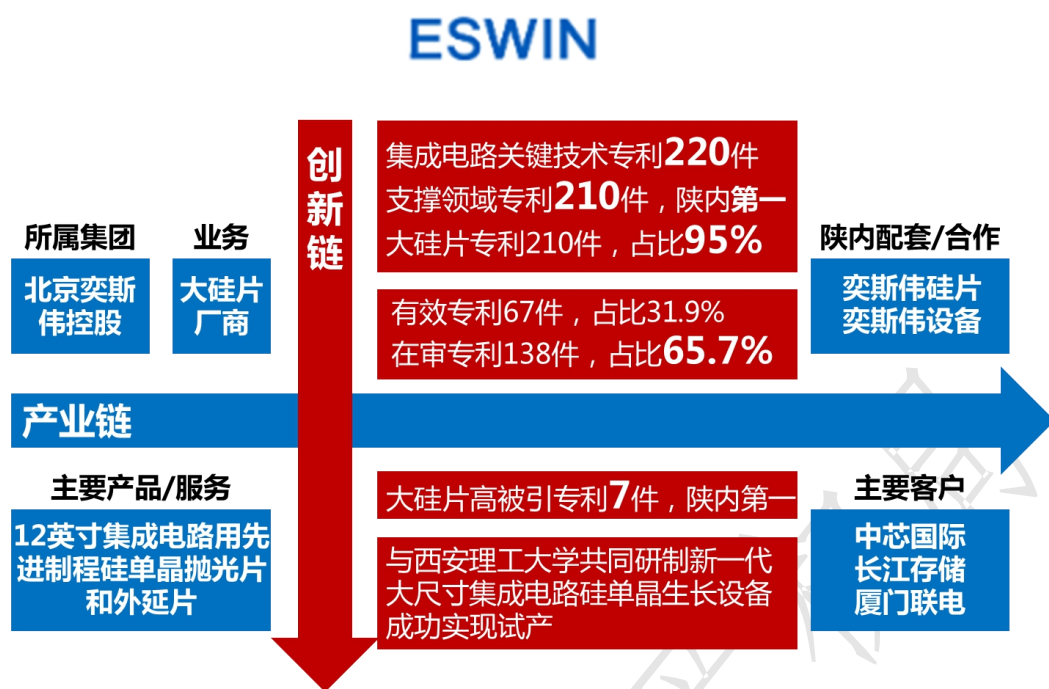 ESWIN
创新链
集成电路关键技术专利220件
支撑领域专利210件，陕内第一
大硅片专利210件，占比95%
所属集团
北京奕斯
伟控股
业务
大硅片
厂商
有效专利67件，占比31.9%
在审专利138件，占比65.7%
陕内配套/合作
奕斯伟硅片
奕斯伟设备
产业链
主要产品/服务
12英寸集成电路用先
进制程硅单晶抛光片
和外延片
大硅片高被引专利7件，陕内第一
与西安理工大学共同研制新一代
大尺寸集成电路硅单晶生长设备
成功实现试产
主要客户
中芯国际
长江存储
厦门联电